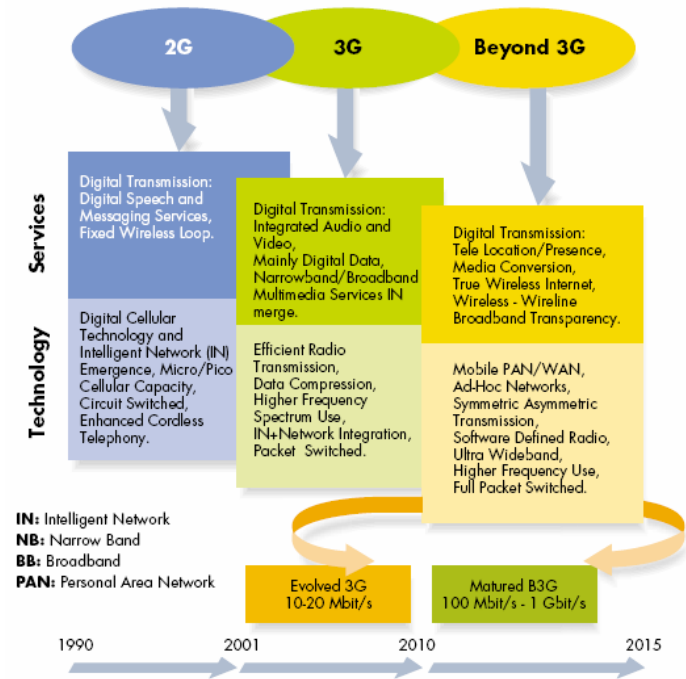 2G
3G
Beyond 3G
Services
Digital Transmission:
Digital Speech and
Messaging Services,
Fixed Wireless Loop.
Digital Transmission:
Integrated Audio and
Video,
Mainly Digital Data,
Narrowband/Broadband
Multimedia Services IN
merge.
Digital Transmission:
Tele Location/Presence,
Media Conversion,
True Wireless Internet,
Wireless - Wireline
Broadband Transparency.
Technology
Digital Cellular
Technology and
Intelligent Network (IN)
Emergence, Micro/Pico
Cellular Capacity,
Circuit Switched,
Enhanced Cordless
Telephony.
Efficient Radio
Transmission,
Data Compression,
Higher Frequency
Spectrum Use,
IN+Network Integration,
Packet Switched.
Mobile PAN/WAN,
Ad-Hoc Networks,
Symmetric Asymmetric
Transmission,
Software Defined Radio,
Ultra Wideband,
Higher Frequency Use,
Full Packet Switched.
IN: Intelligent Network
NB: Narrow Band
BB: Broadband
PAN: Personal Area Network
Evolved 3G
10-20 Mbit/s
Matured B3G
100 Mbit/s - 1 Gbit/s
1990
2001
2010
2015